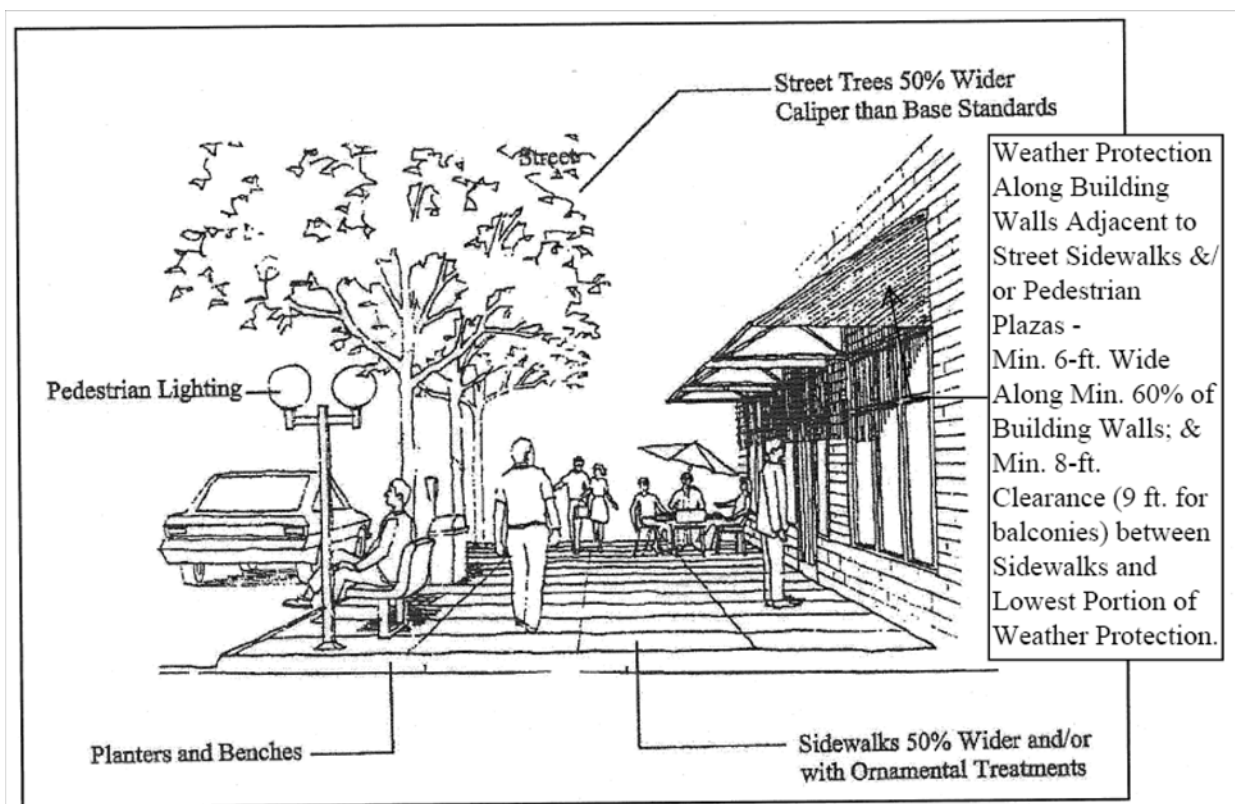 Street Trees 50% Wider
Caliper than Base Standards
Street
Weather Protection
Along Building
Walls Adjacent to
Street Sidewalks &/
or Pedestrian
Plazas -
Min. 6-ft. Wide
Along Min. 60% of
Building Walls; &
Min. 8-ft.
Clearance (9 ft. for
balconies) between
Sidewalks and
Lowest Portion of
Weather Protection.
Pedestrian Lighting
Planters and Benches
Sidewalks 50% Wider and/or
with Ornamental Treatments